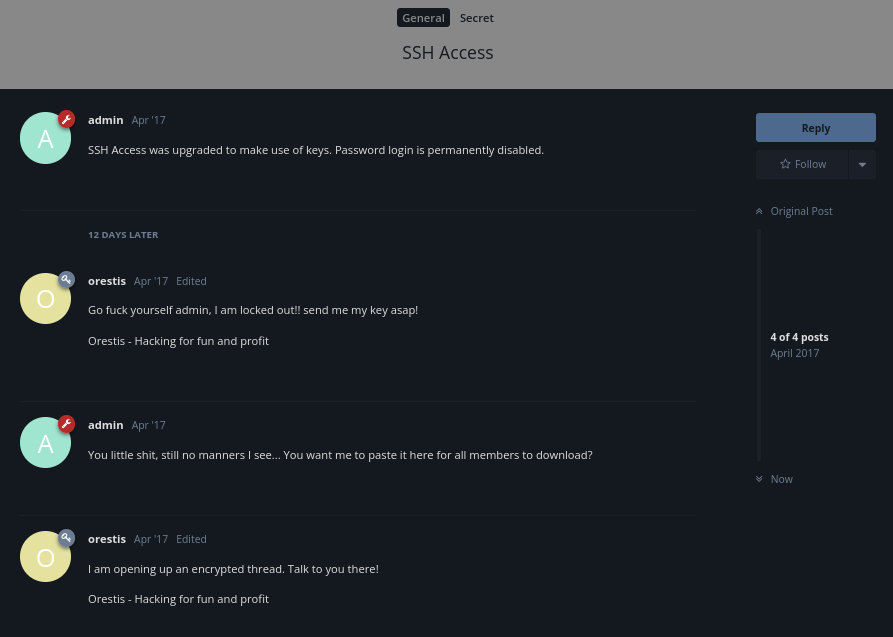 General Secret
SSH Access
A
admin Apr '17
SSH Access was upgraded to make use of keys. Password login is permanently disabled.
Reply
Follow
Original Post
12 DAYS LATER
O
orestis Apr '17 Edited
Go fuck yourself admin, I am locked out!! send me my key asap!
Orestis - Hacking for fun and profit
4 of 4 posts
April 2017
A
admin Apr '17
You little shit, still no manners I see... You want me to paste it here for all members to download?
Now
O
orestis Apr '17 Edited
I am opening up an encrypted thread. Talk to you there!
Orestis - Hacking for fun and profit